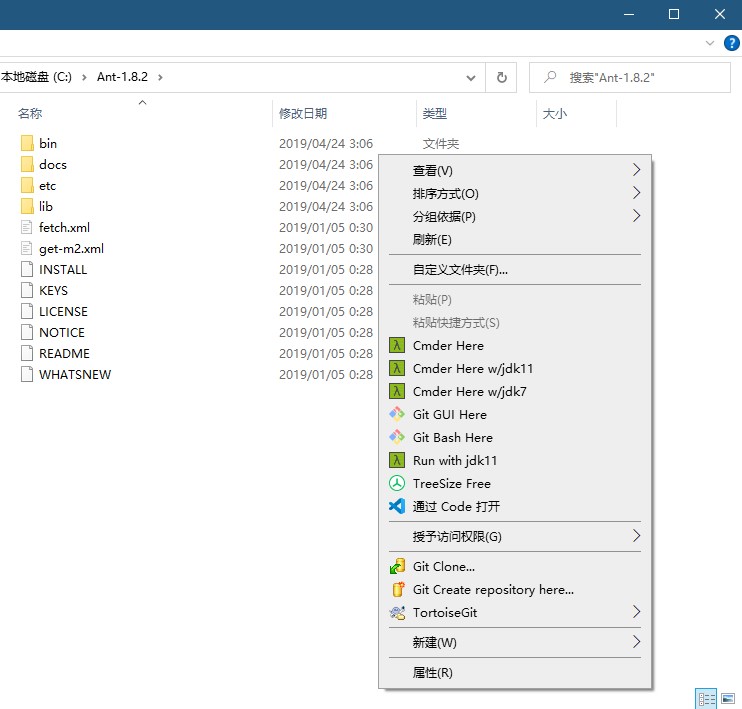 本地磁盘 (C:) › Ant-1.8.2 ›
搜索"Ant-1.8.2"
名称 修改日期 类型 大小
bin 2019/04/24 3:06 文件夹
docs 2019/04/24 3:06
etc 2019/04/24 3:06
lib 2019/04/24 3:06
fetch.xml 2019/01/05 0:30
get-m2.xml 2019/01/05 0:30
INSTALL 2019/01/05 0:28
KEYS 2019/01/05 0:28
LICENSE 2019/01/05 0:28
NOTICE 2019/01/05 0:28
README 2019/01/05 0:28
WHATSNEW 2019/01/05 0:28
查看(V)
排序方式(O)
分组依据(P)
刷新(E)
自定义文件夹(F)...
粘贴(P)
粘贴快捷方式(S)
Cmder Here
Cmder Here w/jdk11
Cmder Here w/jdk7
Git GUI Here
Git Bash Here
Run with jdk11
TreeSize Free
通过 Code 打开
授予访问权限(G)
Git Clone...
Git Create repository here...
TortoiseGit
新建(W)
属性(R)